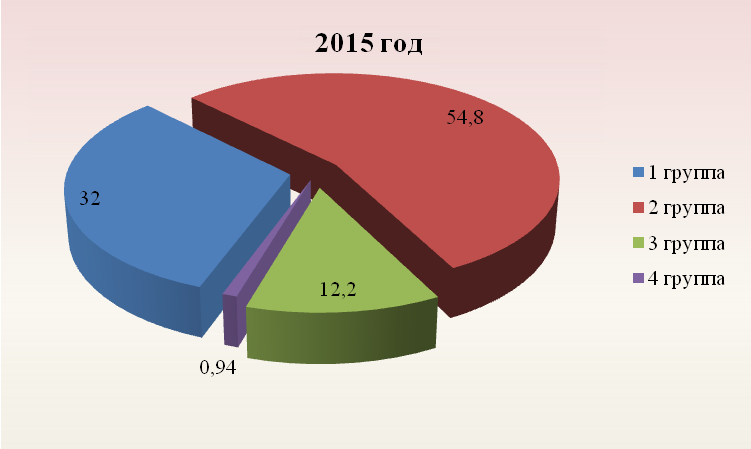 2015 год
54,8
32
12,2
0,94
1 группа
2 группа
3 группа
4 группа